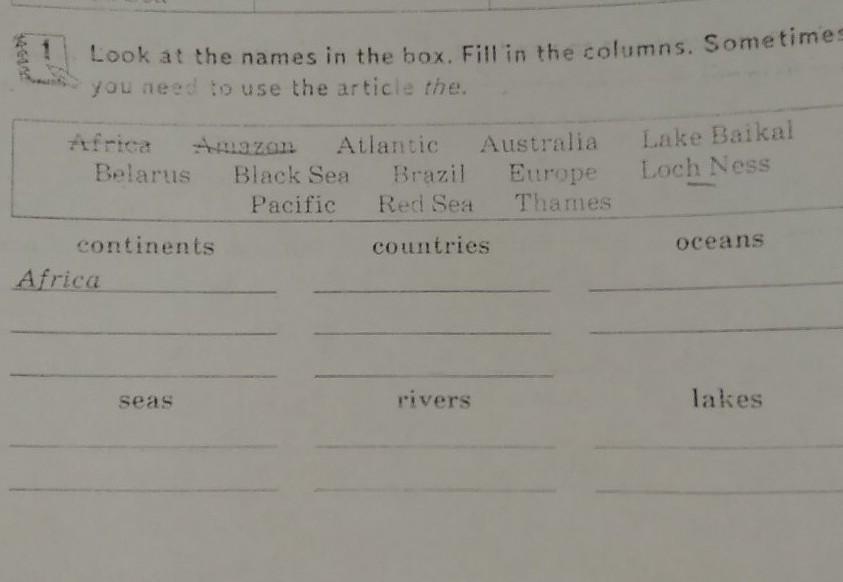 1 Look at the names in the box. Fill in the columns. Sometimes
you need to use the article the.
Africa Amazon Atlantic Australia Lake Baikal
Belarus Black Sea Brazil Europe Loch Ness
Pacific Red Sea Thames
continents countries oceans
Africa
seas rivers lakes